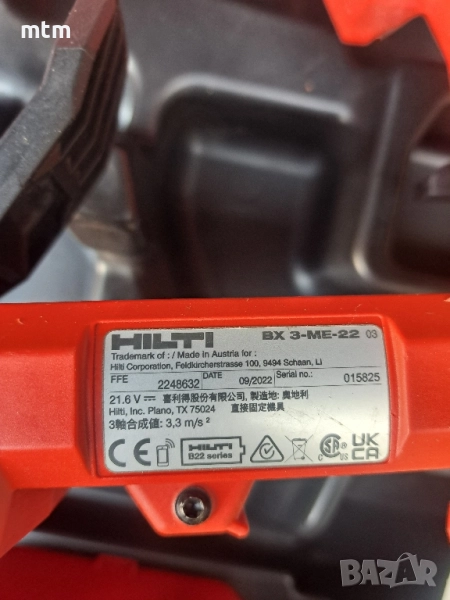 mtm
HILTI BX 3-ME-22 03
Trademark of : / Made in Austria for :
Hilti Corporation, Feldkircherstrasse 100, 9494 Schaan, LI
FFE 2248632 DATE: 09/2022 Serial no.: 015825
21.6 V 喜利得股份有限公司, 製造地: 奧地利
Hilti, Inc. Plano, TX 75024 直接固定機具
3軸合成値: 3,3 m/s²
CE HILTI B22 series SA C US UK CA
BAZAR